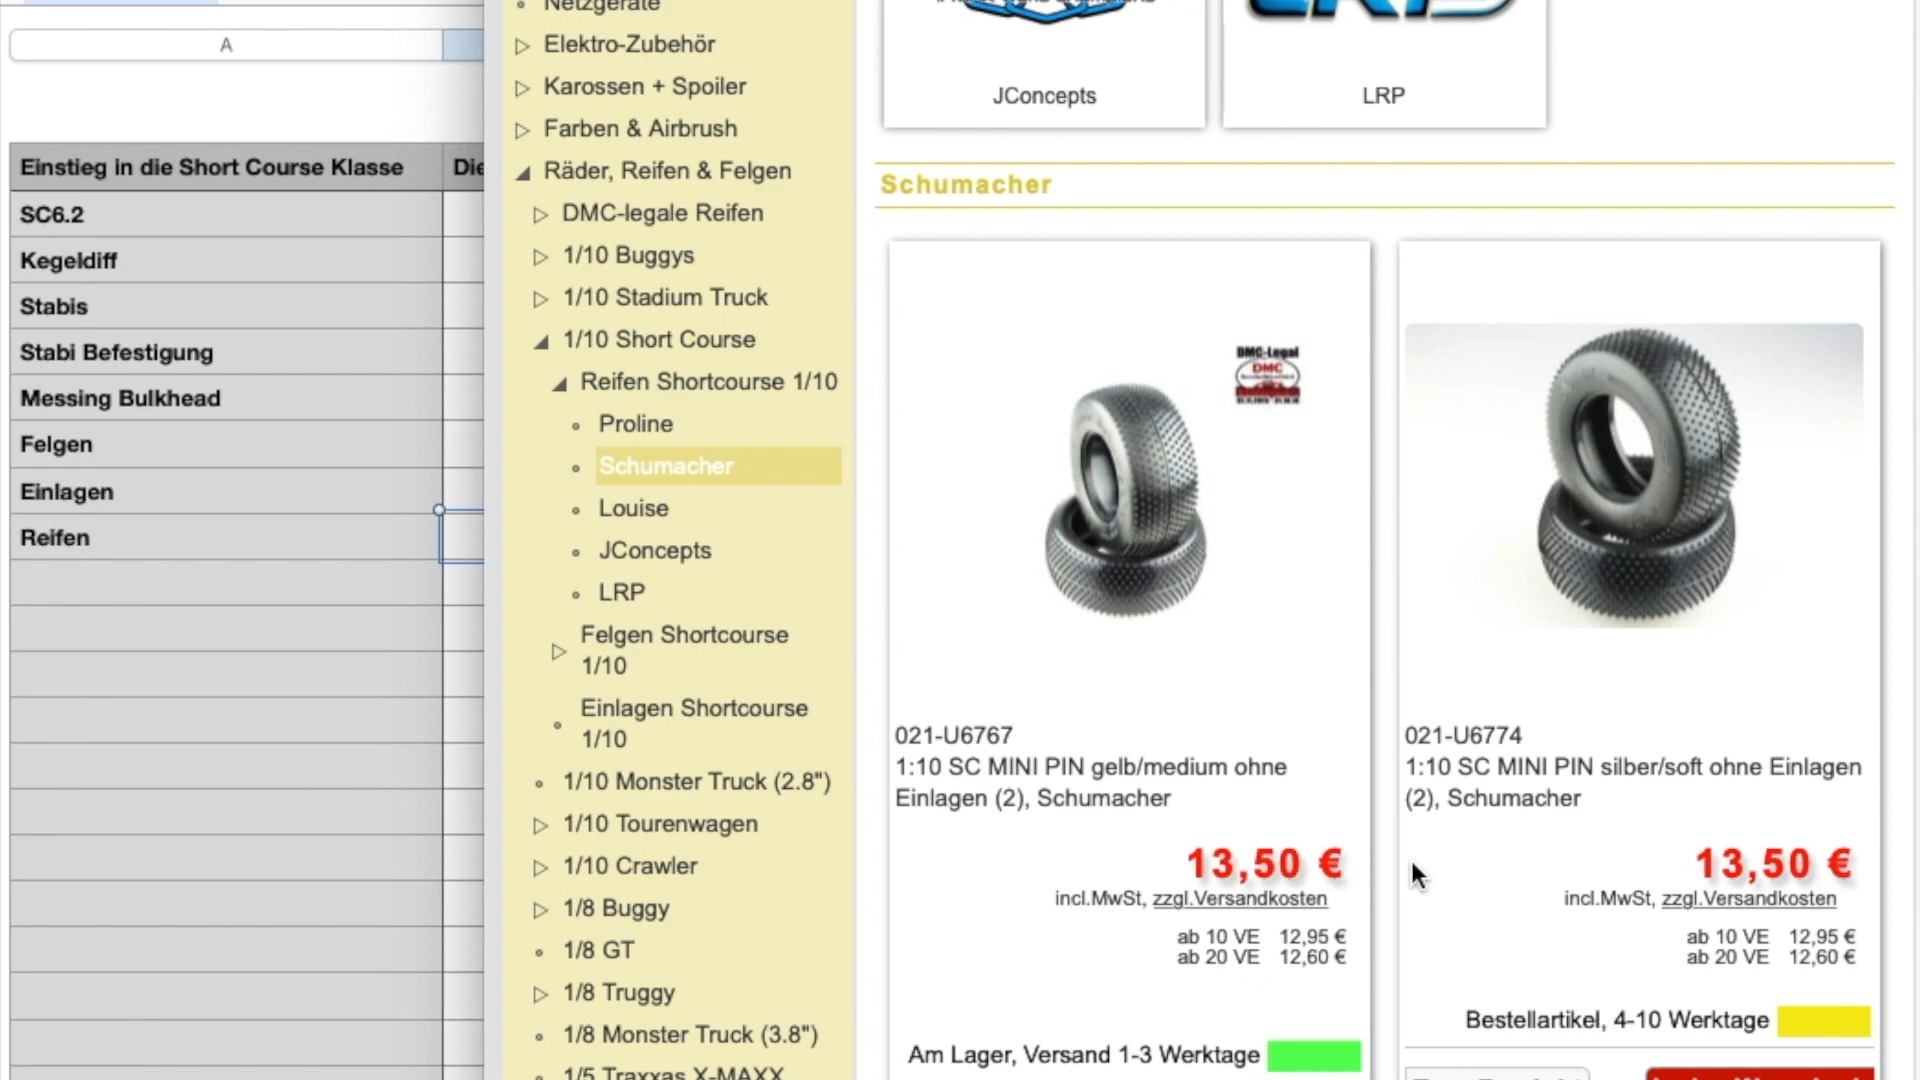 A
Einstieg in die Short Course Klasse
Die
SC6.2
Kegeldiff
Stabis
Stabi Befestigung
Messing Bulkhead
Felgen
Einlagen
Reifen
Netzgeräte
Elektro-Zubehör
Karossen + Spoiler
Farben & Airbrush
Räder, Reifen & Felgen
DMC-legale Reifen
1/10 Buggys
1/10 Stadium Truck
1/10 Short Course
Reifen Shortcourse 1/10
Proline
Schumacher
Louise
JConcepts
LRP
Felgen Shortcourse
1/10
Einlagen Shortcourse
1/10
1/10 Monster Truck (2.8")
1/10 Tourenwagen
1/10 Crawler
1/8 Buggy
1/8 GT
1/8 Truggy
1/8 Monster Truck (3.8")
1/5 Traxxas X-MAXX
JConcepts
LRP
Schumacher
DMC-Legal
DMC
021-U6767
1:10 SC MINI PIN gelb/medium ohne
Einlagen (2), Schumacher
13,50 €
incl.MwSt, zzgl.Versandkosten
ab 10 VE 12,95 €
ab 20 VE 12,60 €
Am Lager, Versand 1-3 Werktage
021-U6774
1:10 SC MINI PIN silber/soft ohne Einlagen
(2), Schumacher
13,50 €
incl.MwSt, zzgl.Versandkosten
ab 10 VE 12,95 €
ab 20 VE 12,60 €
Bestellartikel, 4-10 Werktage